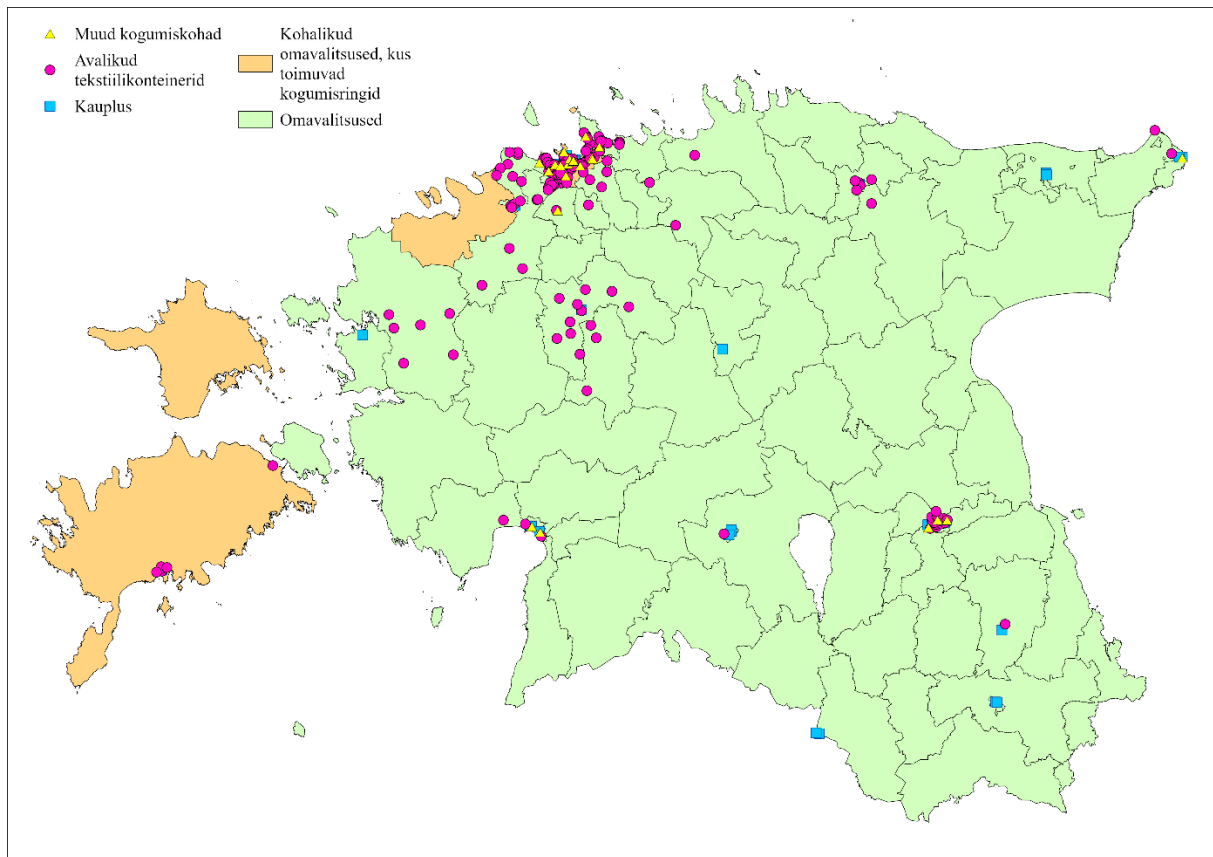 Muud kogumiskohad
Avalikud
tekstiilikonteinerid
Kauplus
Kohalikud
omavalitsused, kus
toimuvad
kogumisringid
Omavalitsused